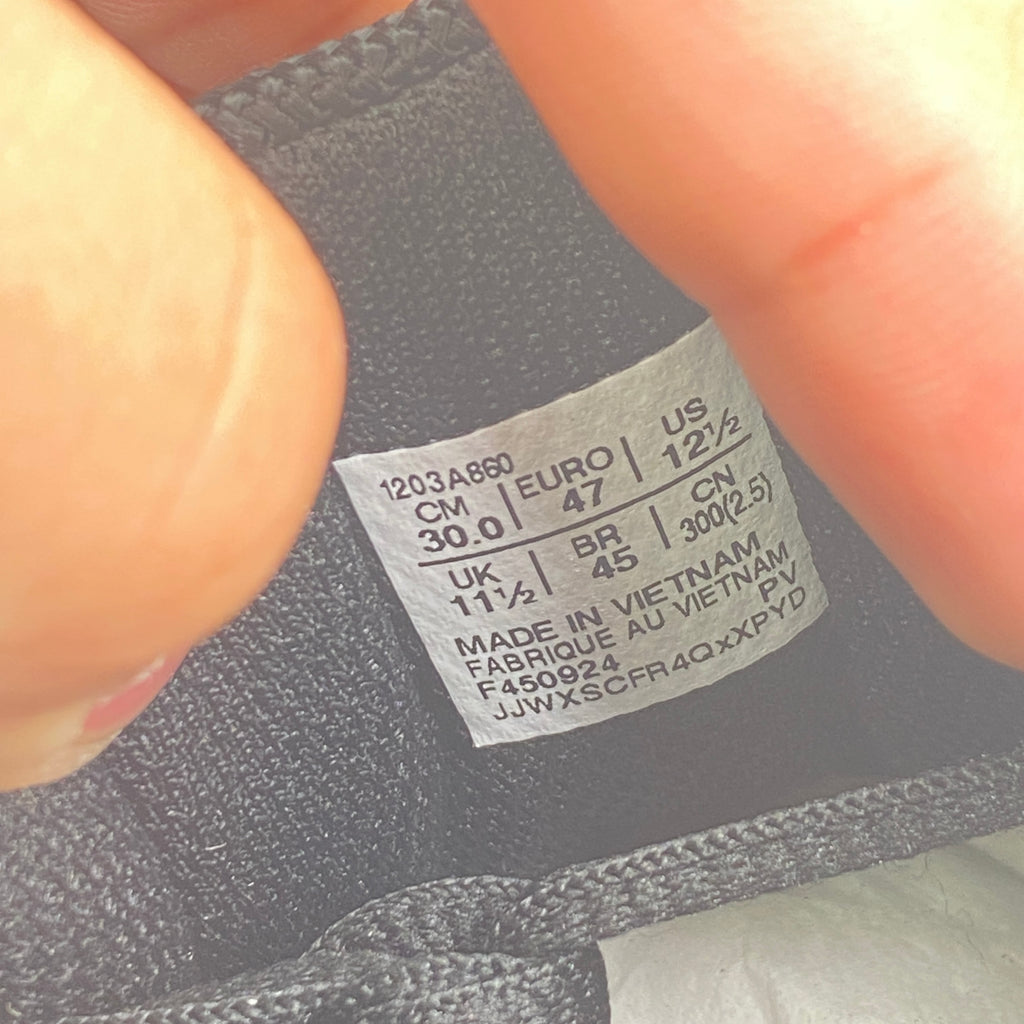 1203A860
CM | EURO | US
30.0 47 12½
UK | BR | CN
11½ 45 300(2.5)
MADE IN VIETNAM
FABRIQUE AU VIETNAM
F450924 PV
JJWXSCFR4QxXPYD